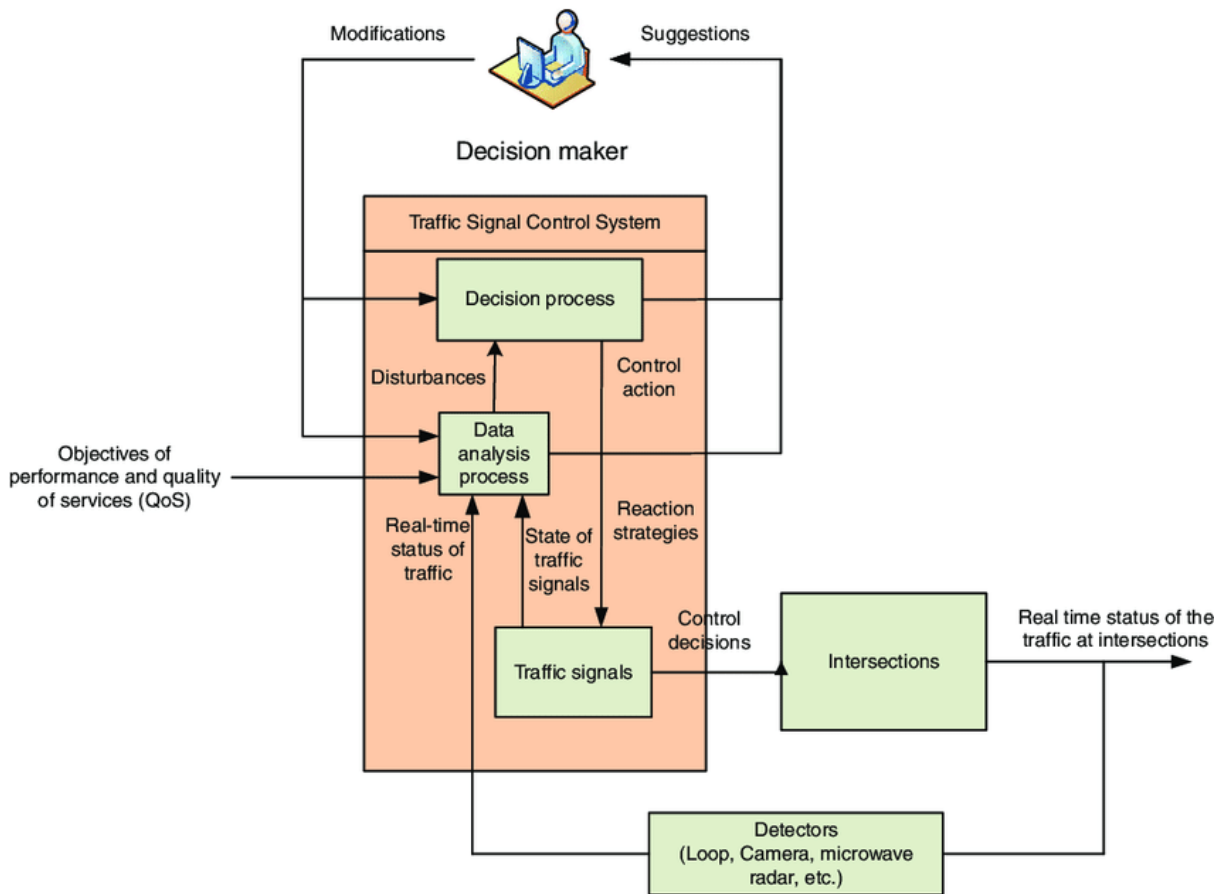 Modifications
Suggestions
Decision maker
Traffic Signal Control System
Decision process
Disturbances
Control
action
Data
analysis
process
Objectives of
performance and quality
of services (QoS)
Real-time
status of
traffic
State of
traffic
signals
Reaction
strategies
Traffic signals
Control
decisions
Intersections
Real time status of the
traffic at intersections
Detectors
(Loop, Camera, microwave
radar, etc.)